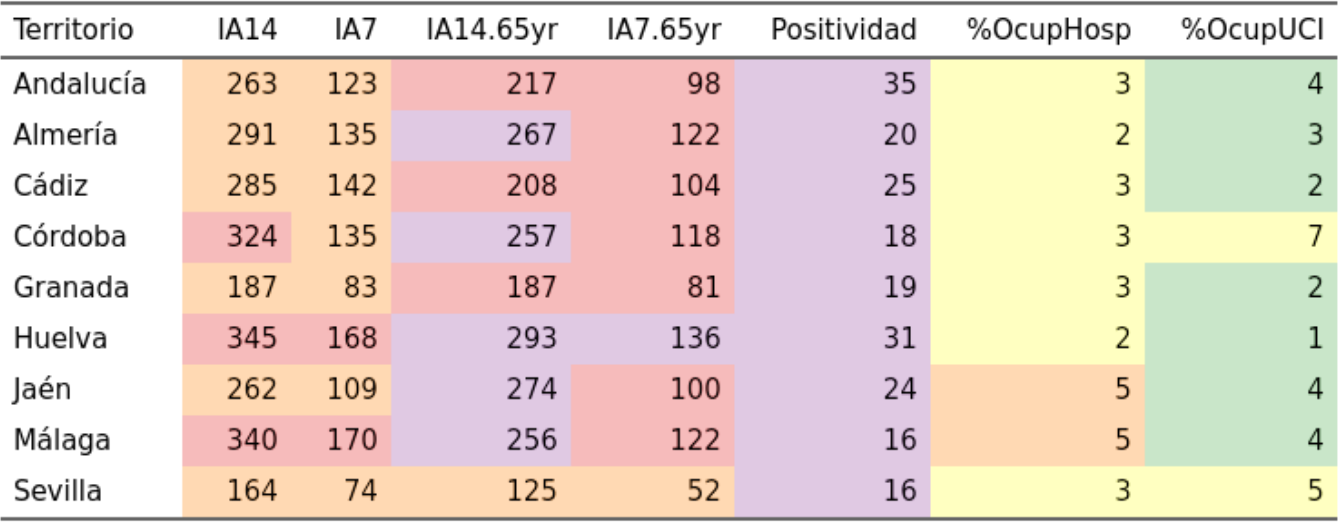 Territorio IA14 IA7 IA14.65yr IA7.65yr Positividad %OcupHosp %OcupUCI
Andalucía 263 123 217 98 35 3 4
Almería 291 135 267 122 20 2 3
Cádiz 285 142 208 104 25 3 2
Córdoba 324 135 257 118 18 3 7
Granada 187 83 187 81 19 3 2
Huelva 345 168 293 136 31 2 1
Jaén 262 109 274 100 24 5 4
Málaga 340 170 256 122 16 5 4
Sevilla 164 74 125 52 16 3 5